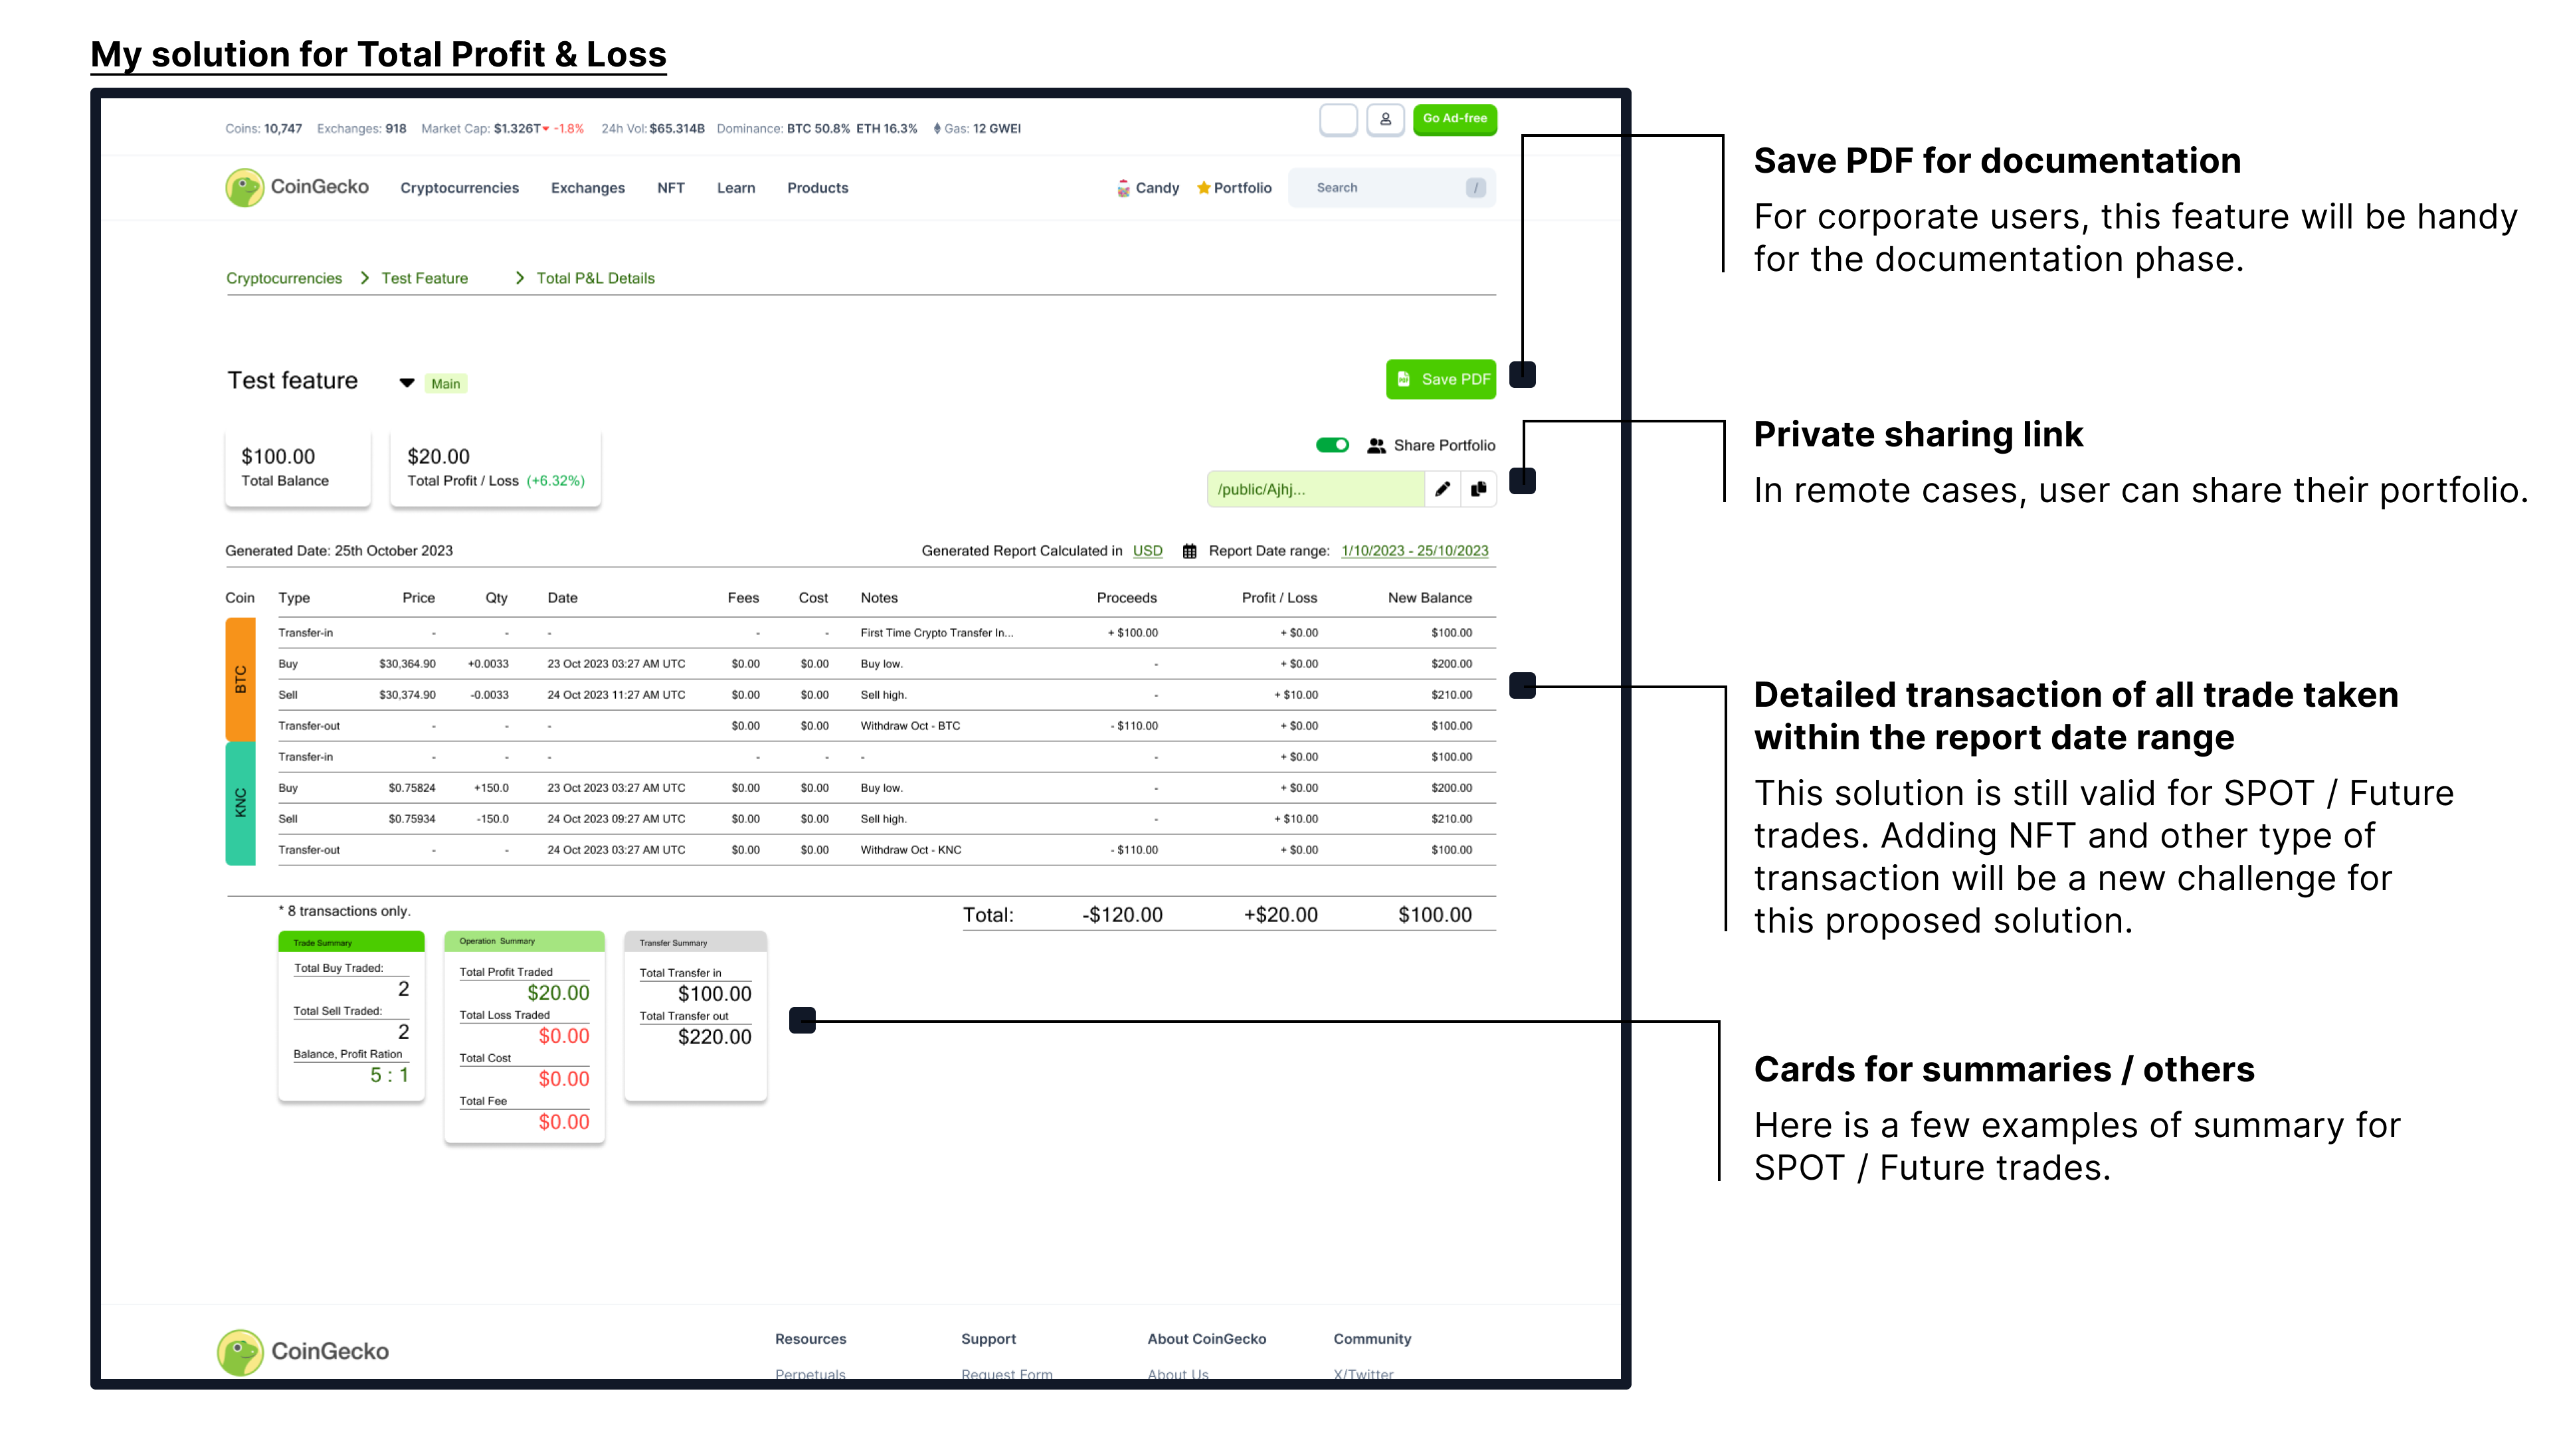 My solution for Total Profit & Loss
Coins: 10,747 Exchanges: 918 Market Cap: $1.326T -1.8% 24h Vol: $65.314B Dominance: BTC 50.8% ETH 16.3% Gas: 12 GWEI
Go Ad-free
CoinGecko Cryptocurrencies Exchanges NFT Learn Products Candy Portfolio Search /
Cryptocurrencies > Test Feature > Total P&L Details
Test feature Main
Save PDF
$100.00
Total Balance
$20.00
Total Profit / Loss (+6.32%)
Share Portfolio
/public/Ajhj...
Generated Date: 25th October 2023 Generated Report Calculated in USD Report Date range: 1/10/2023 - 25/10/2023
Coin Type Price Qty Date Fees Cost Notes Proceeds Profit / Loss New Balance
BTC
Transfer-in - - - - - First Time Crypto Transfer In... + $100.00 + $0.00 $100.00
Buy $30,364.90 +0.0033 23 Oct 2023 03:27 AM UTC $0.00 $0.00 Buy low. - + $0.00 $200.00
Sell $30,374.90 -0.0033 24 Oct 2023 11:27 AM UTC $0.00 $0.00 Sell high. - + $10.00 $210.00
Transfer-out - - - $0.00 $0.00 Withdraw Oct - BTC - $110.00 + $0.00 $100.00
KNC
Transfer-in - - - - - - - + $0.00 $100.00
Buy $0.75824 +150.0 23 Oct 2023 03:27 AM UTC $0.00 $0.00 Buy low. - + $0.00 $200.00
Sell $0.75934 -150.0 24 Oct 2023 09:27 AM UTC $0.00 $0.00 Sell high. - + $10.00 $210.00
Transfer-out - - 24 Oct 2023 03:27 AM UTC $0.00 $0.00 Withdraw Oct - KNC - $110.00 + $0.00 $100.00
* 8 transactions only.
Total: -$120.00 +$20.00 $100.00
Trade Summary
Total Buy Traded:
2
Total Sell Traded:
2
Balance, Profit Ration
5 : 1
Operation Summary
Total Profit Traded
$20.00
Total Loss Traded
$0.00
Total Cost
$0.00
Total Fee
$0.00
Transfer Summary
Total Transfer in
$100.00
Total Transfer out
$220.00
CoinGecko
Resources Support About CoinGecko Community
Perpetuals Request Form About Us X/Twitter
Save PDF for documentation
For corporate users, this feature will be handy
for the documentation phase.
Private sharing link
In remote cases, user can share their portfolio.
Detailed transaction of all trade taken
within the report date range
This solution is still valid for SPOT / Future
trades. Adding NFT and other type of
transaction will be a new challenge for
this proposed solution.
Cards for summaries / others
Here is a few examples of summary for
SPOT / Future trades.